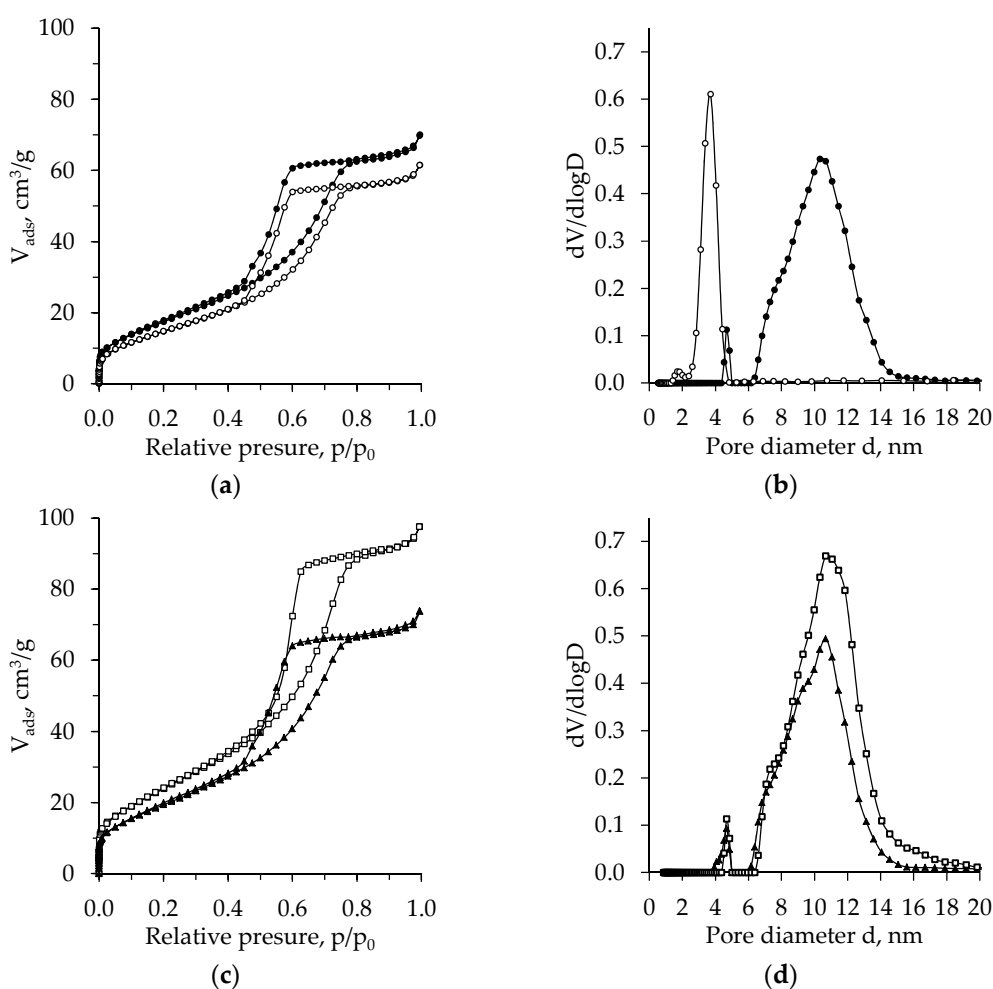 100
80
60
40
20
0
V_ads, cm³/g
0.0 0.2 0.4 0.6 0.8 1.0
Relative presure, p/p₀
(a)
0.7
0.6
0.5
0.4
0.3
0.2
0.1
0.0
dV/dlogD
0 2 4 6 8 10 12 14 16 18 20
Pore diameter d, nm
(b)
100
80
60
40
20
0
V_ads, cm³/g
0.0 0.2 0.4 0.6 0.8 1.0
Relative presure, p/p₀
(c)
0.7
0.6
0.5
0.4
0.3
0.2
0.1
0.0
dV/dlogD
0 2 4 6 8 10 12 14 16 18 20
Pore diameter d, nm
(d)